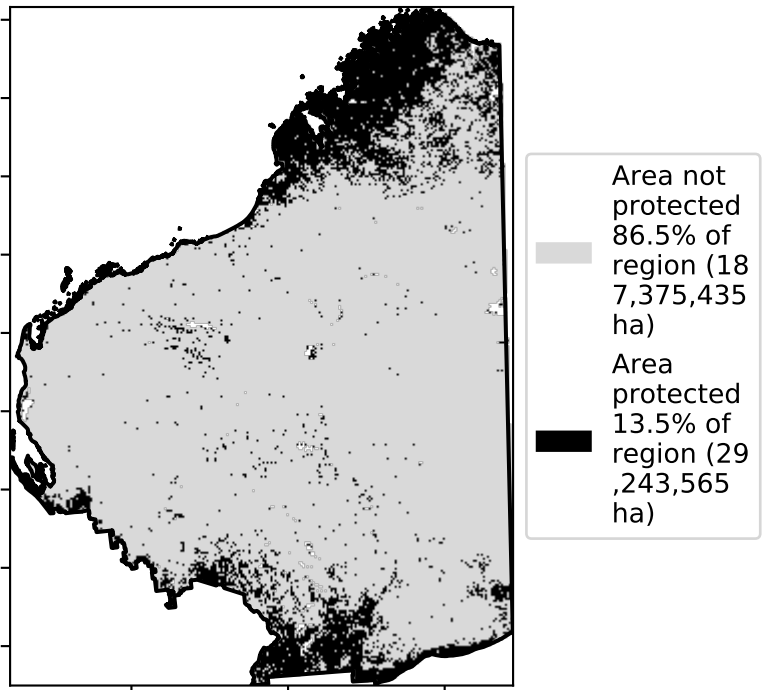 Area not
protected
86.5% of
region (18
7,375,435
ha)
Area
protected
13.5% of
region (29
,243,565
ha)